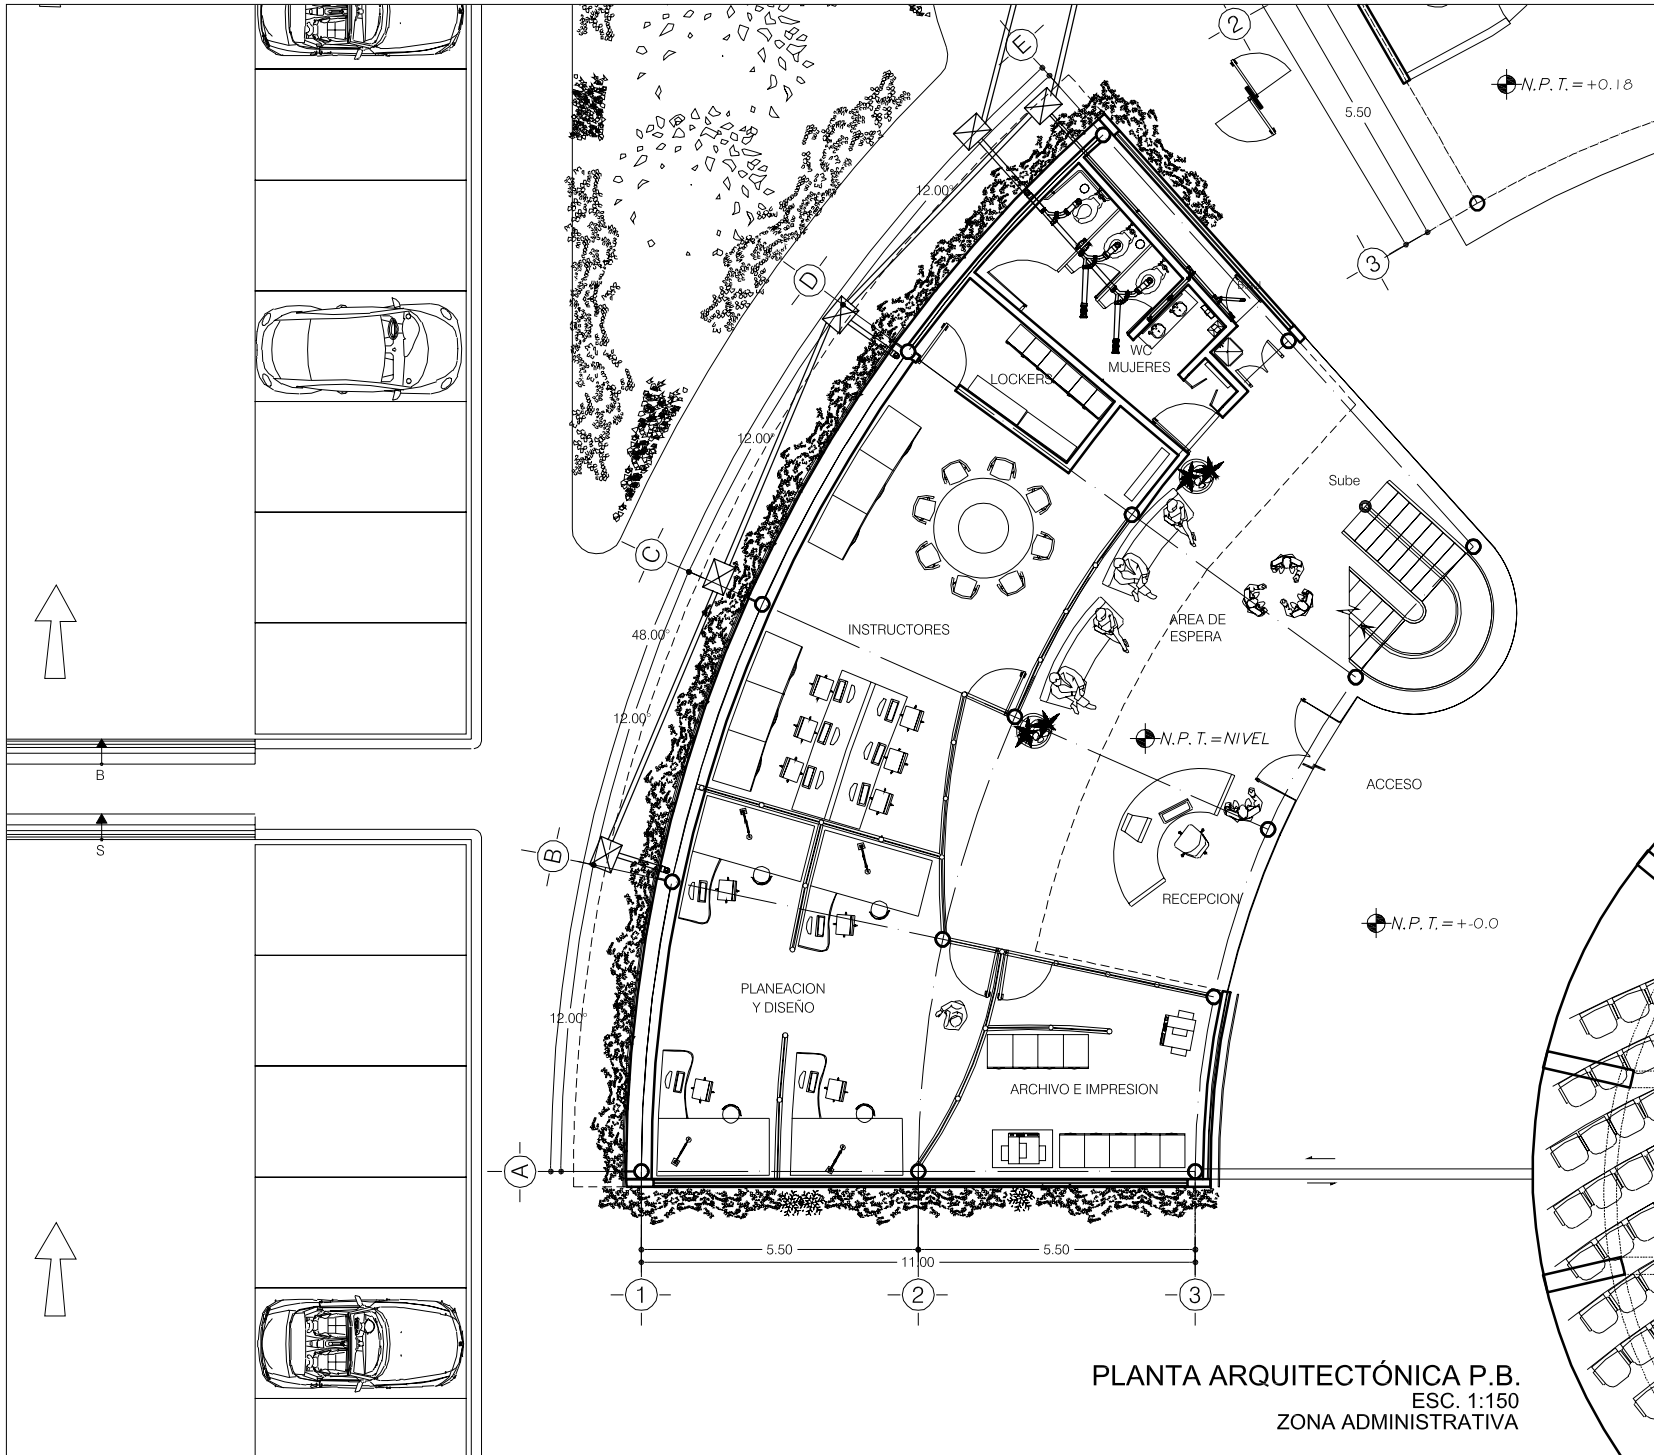 E
2
N.P.T.=+0.18
5.50
12.00°
3
D
WC
MUJERES
LOCKERS
12.00°
Sube
C
48.00°
INSTRUCTORES
AREA DE
ESPERA
12.00°
N.P.T.=NIVEL
B
ACCESO
S
B
RECEPCION
N.P.T.=+-0.0
PLANEACION
Y DISEÑO
12.00°
ARCHIVO E IMPRESION
A
5.50
5.50
11.00
1
2
3
PLANTA ARQUITECTÓNICA P.B.
ESC. 1:150
ZONA ADMINISTRATIVA